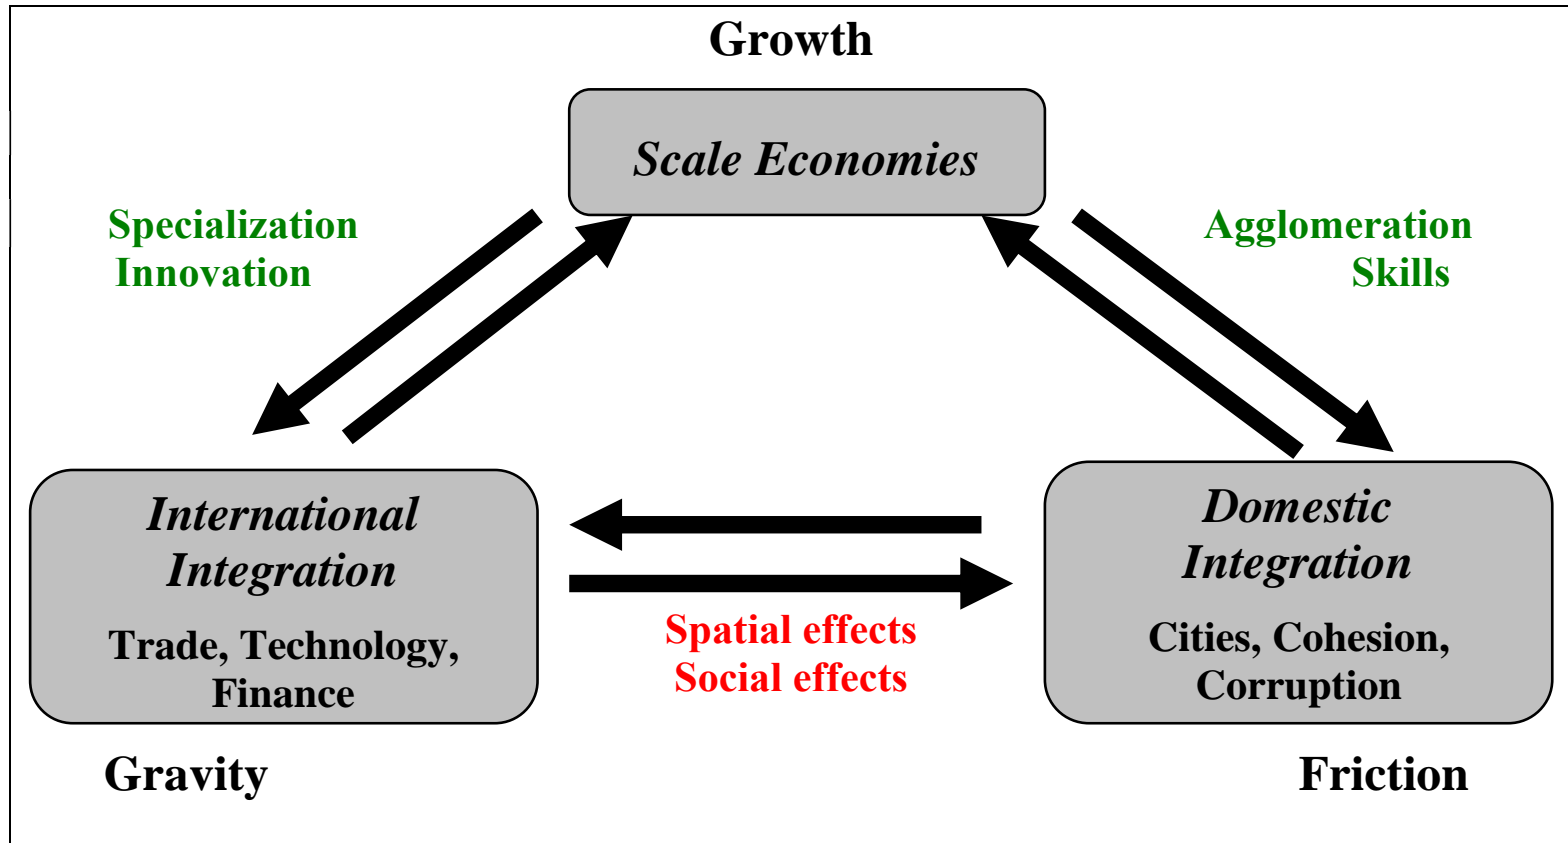 Growth
Scale Economies
Specialization
Innovation
Agglomeration
Skills
International
Integration
Trade, Technology,
Finance
Spatial effects
Social effects
Domestic
Integration
Cities, Cohesion,
Corruption
Gravity
Friction